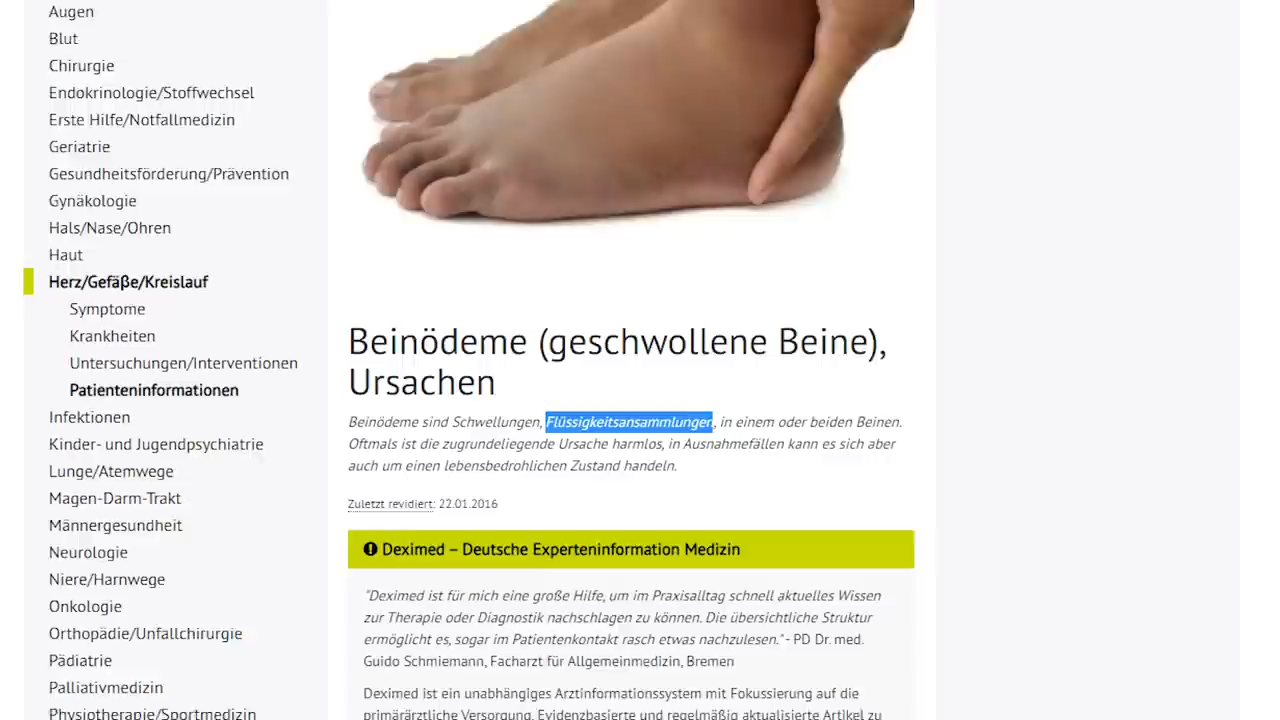 Augen
Blut
Chirurgie
Endokrinologie/Stoffwechsel
Erste Hilfe/Notfallmedizin
Geriatrie
Gesundheitsförderung/Prävention
Gynäkologie
Hals/Nase/Ohren
Haut
Herz/Gefäße/Kreislauf
Symptome
Krankheiten
Untersuchungen/Interventionen
Patienteninformationen
Infektionen
Kinder- und Jugendpsychiatrie
Lunge/Atemwege
Magen-Darm-Trakt
Männergesundheit
Neurologie
Niere/Harnwege
Onkologie
Orthopädie/Unfallchirurgie
Pädiatrie
Palliativmedizin
Physiotherapie/Sportmedizin
Beinödeme (geschwollene Beine),
Ursachen
Beinödeme sind Schwellungen, Flüssigkeitsansammlungen, in einem oder beiden Beinen.
Oftmals ist die zugrundeliegende Ursache harmlos, in Ausnahmefällen kann es sich aber
auch um einen lebensbedrohlichen Zustand handeln.
Zuletzt revidiert: 22.01.2016
Deximed – Deutsche Experteninformation Medizin
"Deximed ist für mich eine große Hilfe, um im Praxisalltag schnell aktuelles Wissen
zur Therapie oder Diagnostik nachschlagen zu können. Die übersichtliche Struktur
ermöglicht es, sogar im Patientenkontakt rasch etwas nachzulesen." - PD Dr. med.
Guido Schmiemann, Facharzt für Allgemeinmedizin, Bremen
Deximed ist ein unabhängiges Arztinformationssystem mit Fokussierung auf die
primärärztliche Versorgung. Evidenzbasierte und regelmäßig aktualisierte Artikel zu